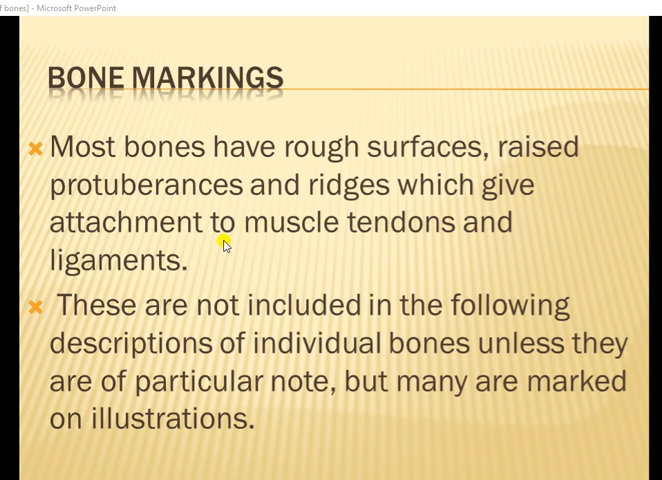 f bones] - Microsoft PowerPoint
BONE MARKINGS
Most bones have rough surfaces, raised
protuberances and ridges which give
attachment to muscle tendons and
ligaments.
These are not included in the following
descriptions of individual bones unless they
are of particular note, but many are marked
on illustrations.